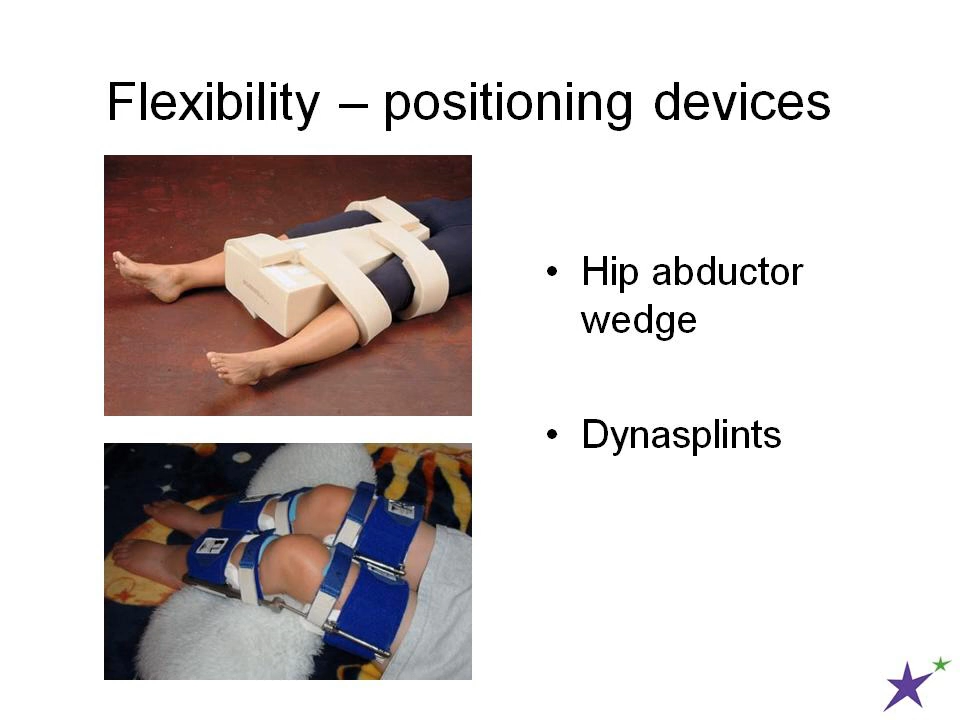 Flexibility – positioning devices
• Hip abductor
wedge
• Dynasplints